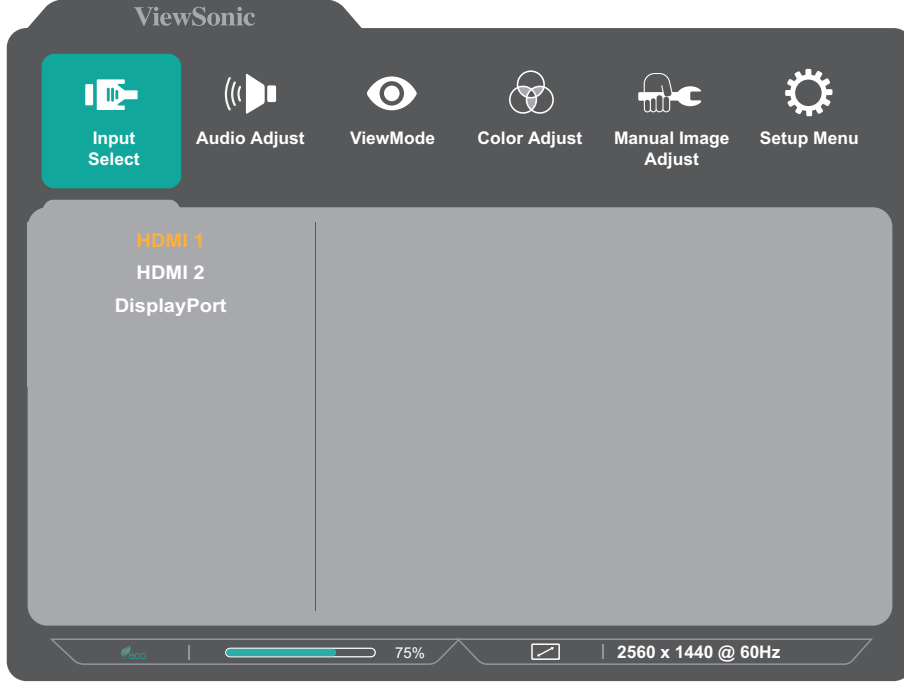 ViewSonic
Input
Select
Audio Adjust
ViewMode
Color Adjust
Manual Image
Adjust
Setup Menu
HDMI 1
HDMI 2
DisplayPort
eco
75%
2560 x 1440 @ 60Hz